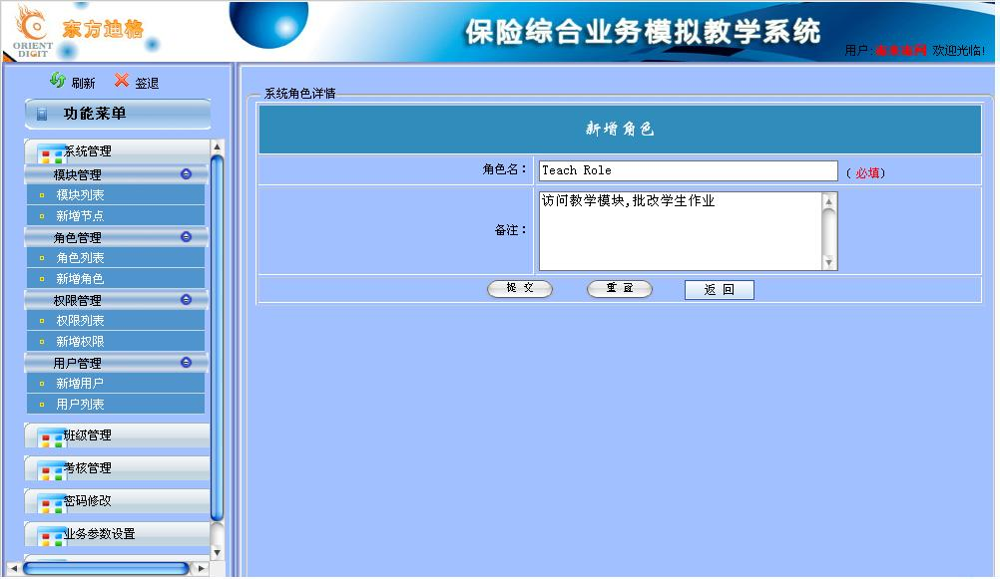 东方迪格
ORIENT
DIGIT
保险综合业务模拟教学系统
用户:
欢迎光临!
刷新 签退
功能菜单
系统管理
模块管理
模块列表
新增节点
角色管理
角色列表
新增角色
权限管理
权限列表
新增权限
用户管理
新增用户
用户列表
班级管理
考核管理
密码修改
业务参数设置
系统角色详情
新增角色
角色名: Teach Role ( 必填)
备注: 访问教学模块,批改学生作业
提 交 重 置 返 回